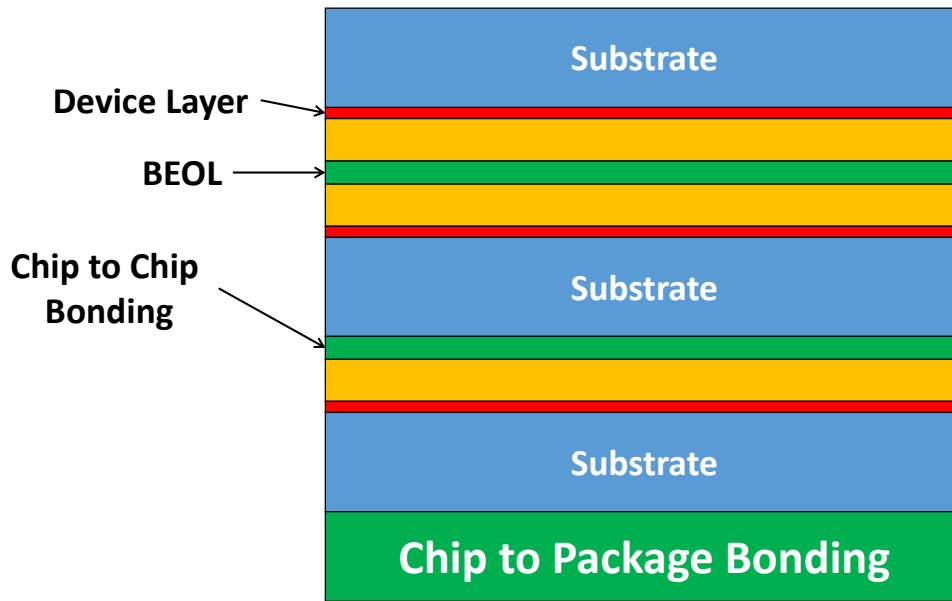 Substrate
Device Layer
BEOL
Chip to Chip
Bonding
Substrate
Substrate
Chip to Package Bonding